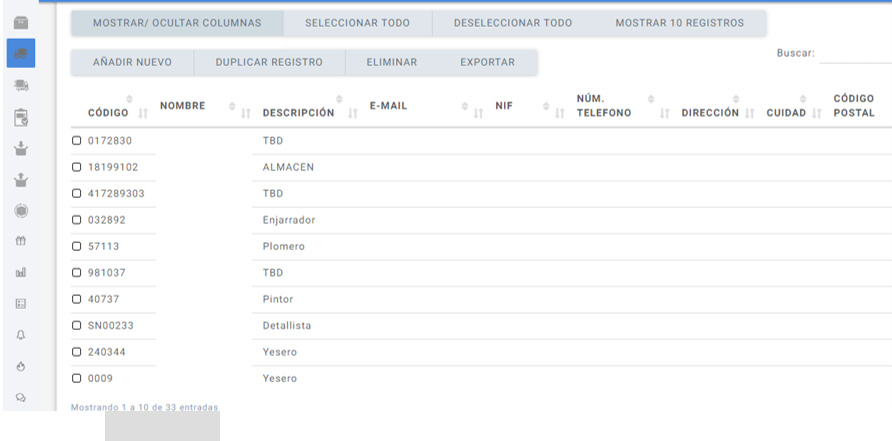 MOSTRAR/ OCULTAR COLUMNAS SELECCIONAR TODO DESELECCIONAR TODO MOSTRAR 10 REGISTROS
Buscar:
AÑADIR NUEVO DUPLICAR REGISTRO ELIMINAR EXPORTAR
CÓDIGO NOMBRE DESCRIPCIÓN E-MAIL NIF NÚM. TELEFONO DIRECCIÓN CUIDAD CÓDIGO POSTAL
0172830 TBD
18199102 ALMACEN
417289303 TBD
032892 Enjarrador
57113 Plomero
981037 TBD
40737 Pintor
SN00233 Detallista
240344 Yesero
0009 Yesero
Mostrando 1 a 10 de 33 entradas